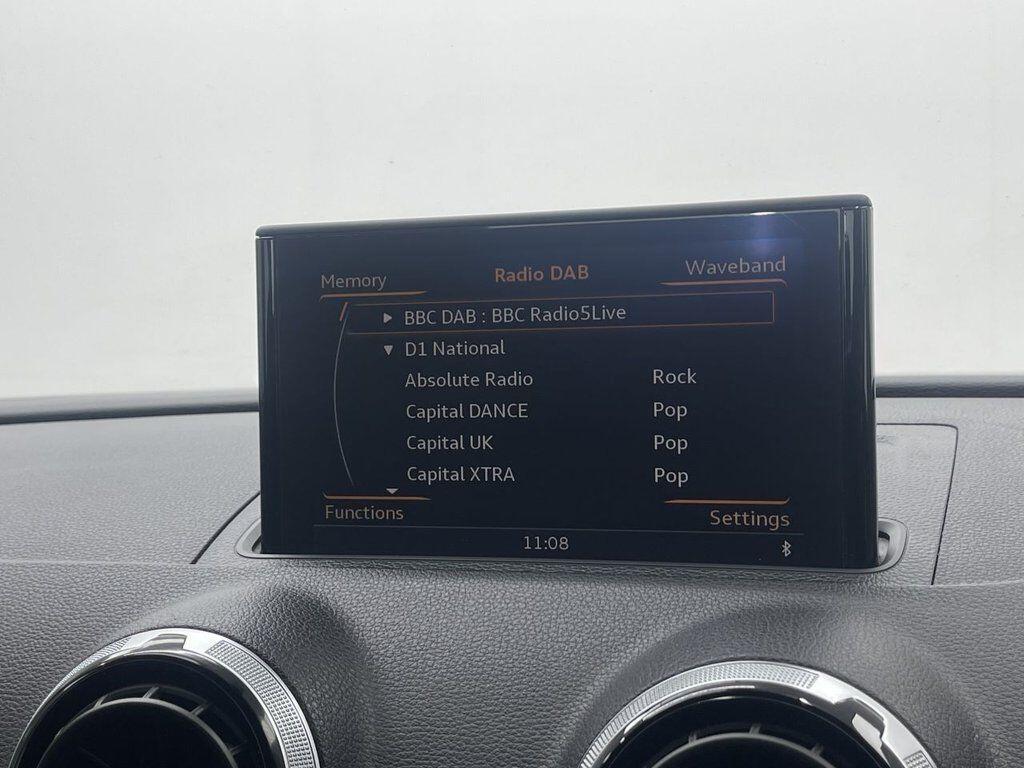 Memory Radio DAB Waveband
BBC DAB : BBC Radio5Live
D1 National
Absolute Radio Rock
Capital DANCE Pop
Capital UK Pop
Capital XTRA Pop
Functions Settings
11:08